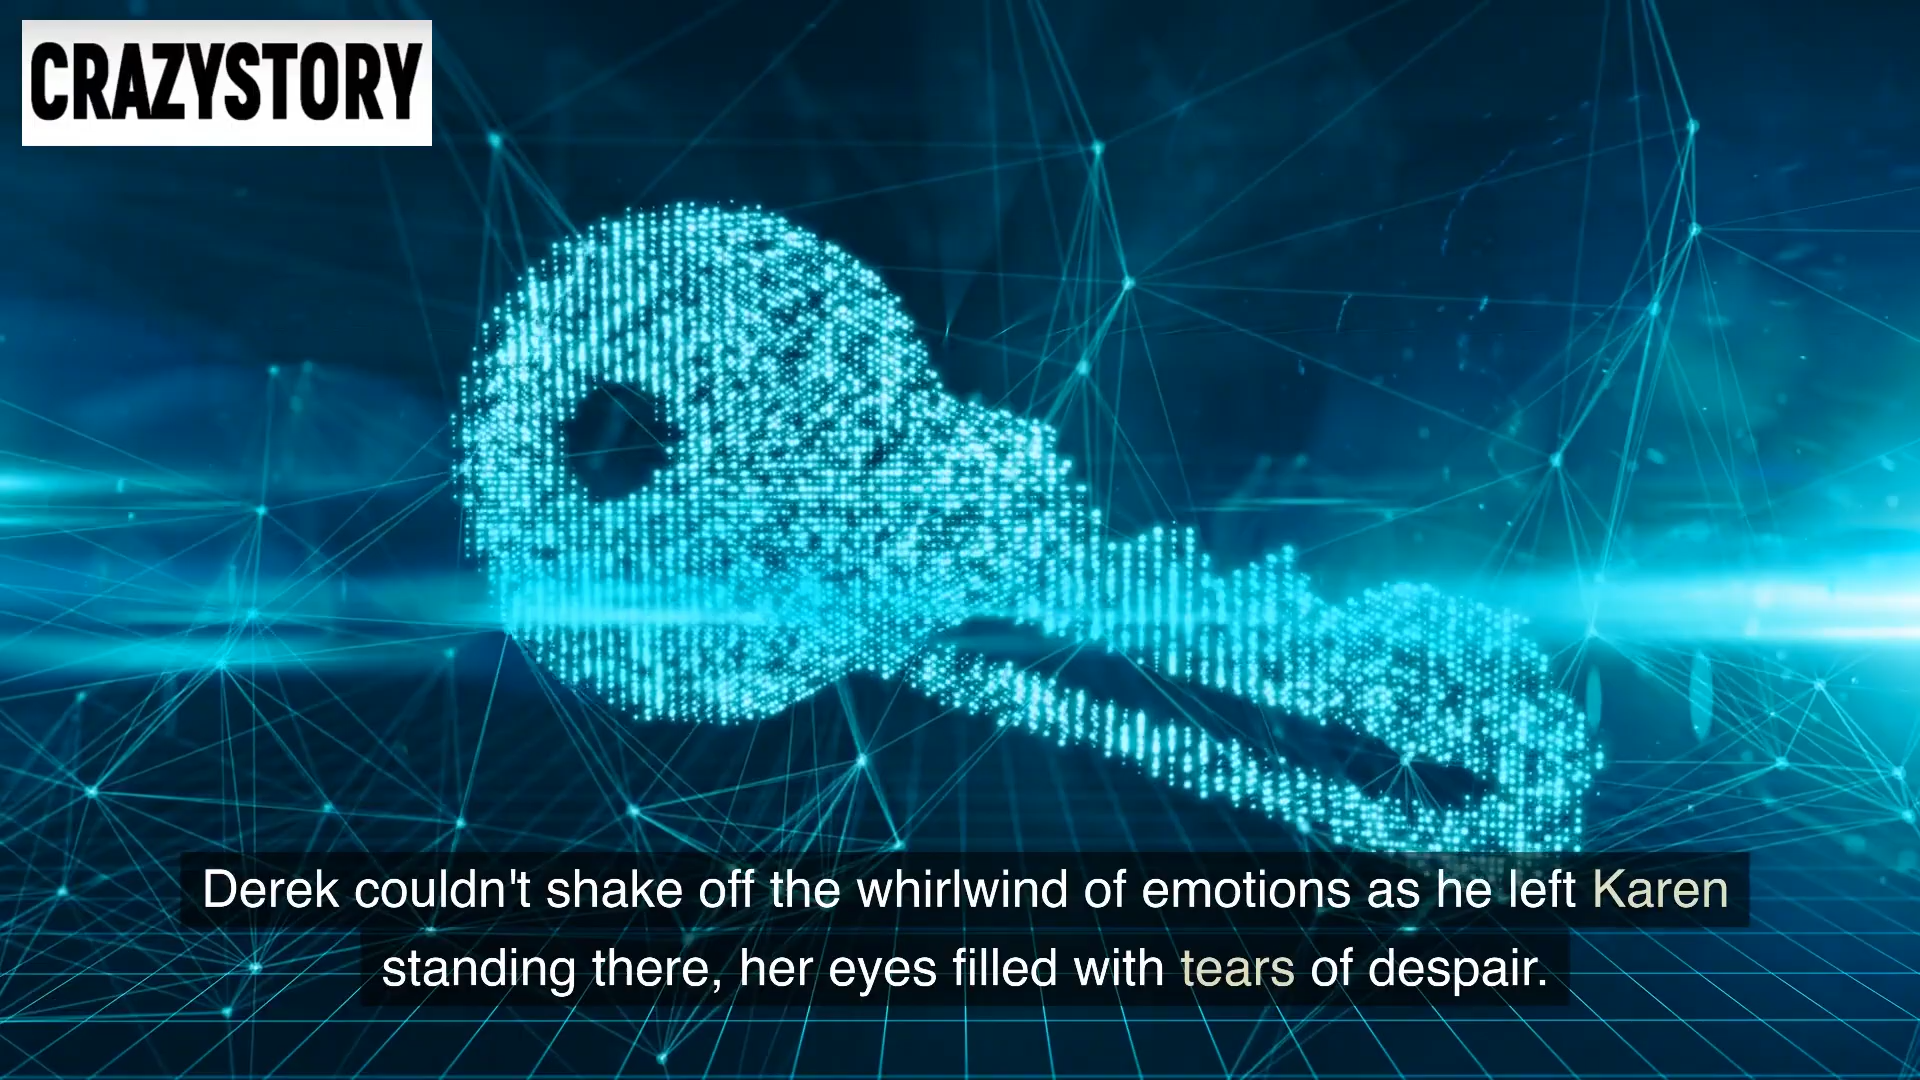 CRAZYSTORY
Derek couldn't shake off the whirlwind of emotions as he left Karen
standing there, her eyes filled with tears of despair.